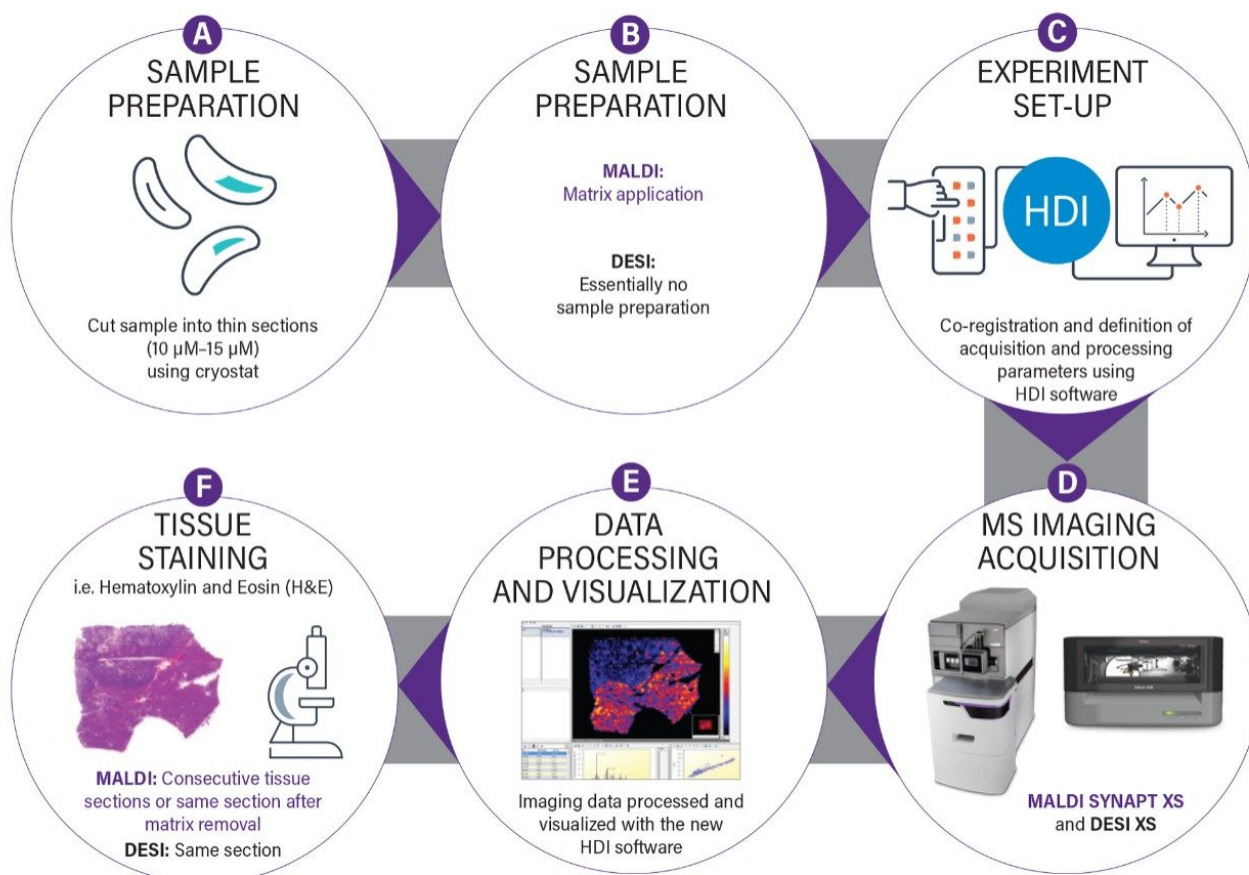 A
SAMPLE
PREPARATION
Cut sample into thin sections
(10 µM–15 µM)
using cryostat
B
SAMPLE
PREPARATION
MALDI:
Matrix application
DESI:
Essentially no
sample preparation
C
EXPERIMENT
SET-UP
HDI
Co-registration and definition of
acquisition and processing
parameters using
HDI software
D
MS IMAGING
ACQUISITION
MALDI SYNAPT XS
and DESI XS
E
DATA
PROCESSING
AND VISUALIZATION
Imaging data processed and
visualized with the new
HDI software
F
TISSUE
STAINING
i.e. Hematoxylin and Eosin (H&E)
MALDI: Consecutive tissue
sections or same section after
matrix removal
DESI: Same section